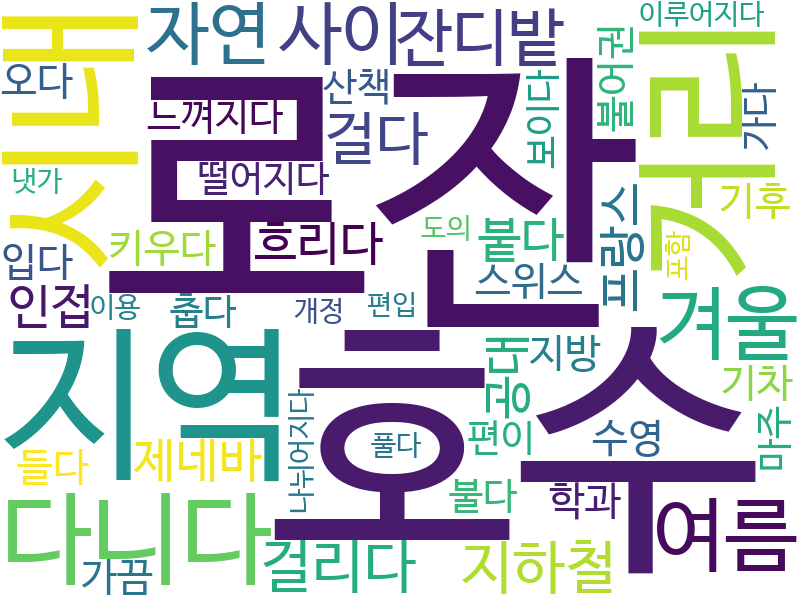 시내
자연
사이
잔디밭
이루어지다
오다
산책
보이다
불어권
거리
가다
느껴지다
걸다
로잔
냇가
떨어지다
기후
도의
포함
키우다
흐리다
붙다
프랑스
입다
스위스
인접
이용
춥다
개정
편입
겨울
지역
호수
공대
지방
기차
나뉘어지다
제네바
풀다
편이
수영
마주
들다
불다
학과
여름
다니다
가끔
걸리다
지하철